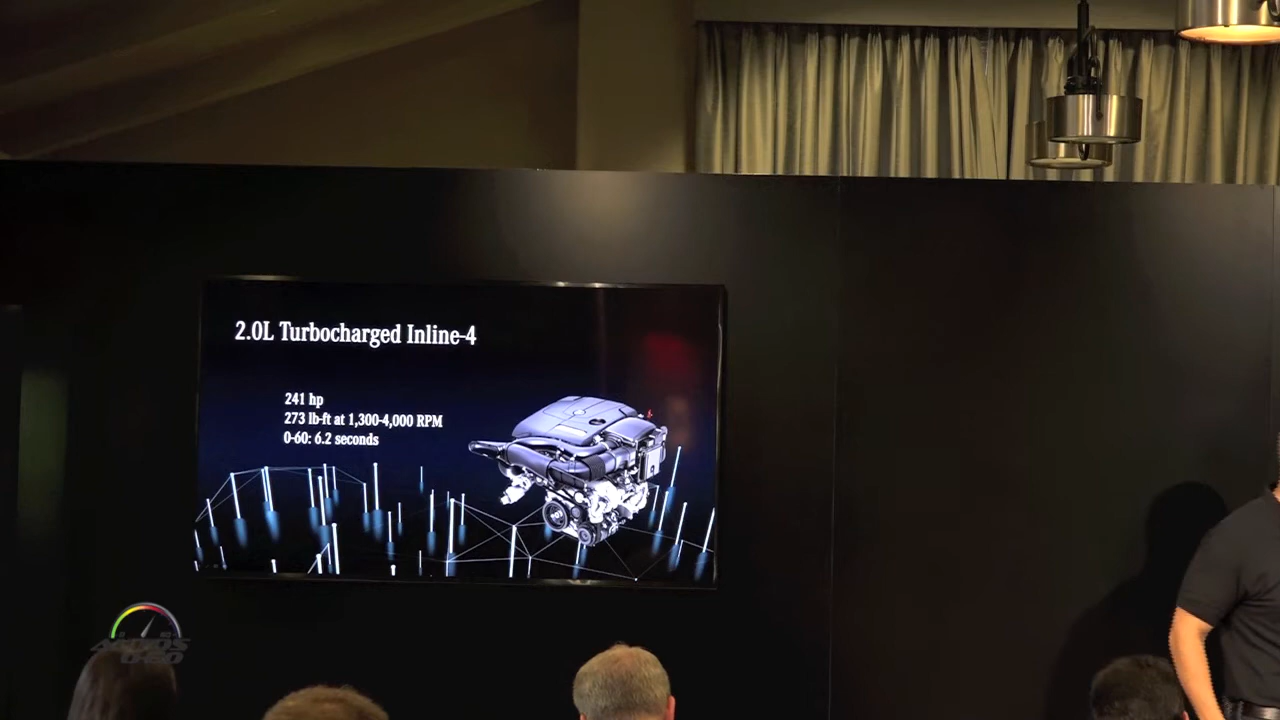 2.0L Turbocharged Inline-4
241 hp
273 lb-ft at 1,300-4,000 RPM
0-60: 6.2 seconds